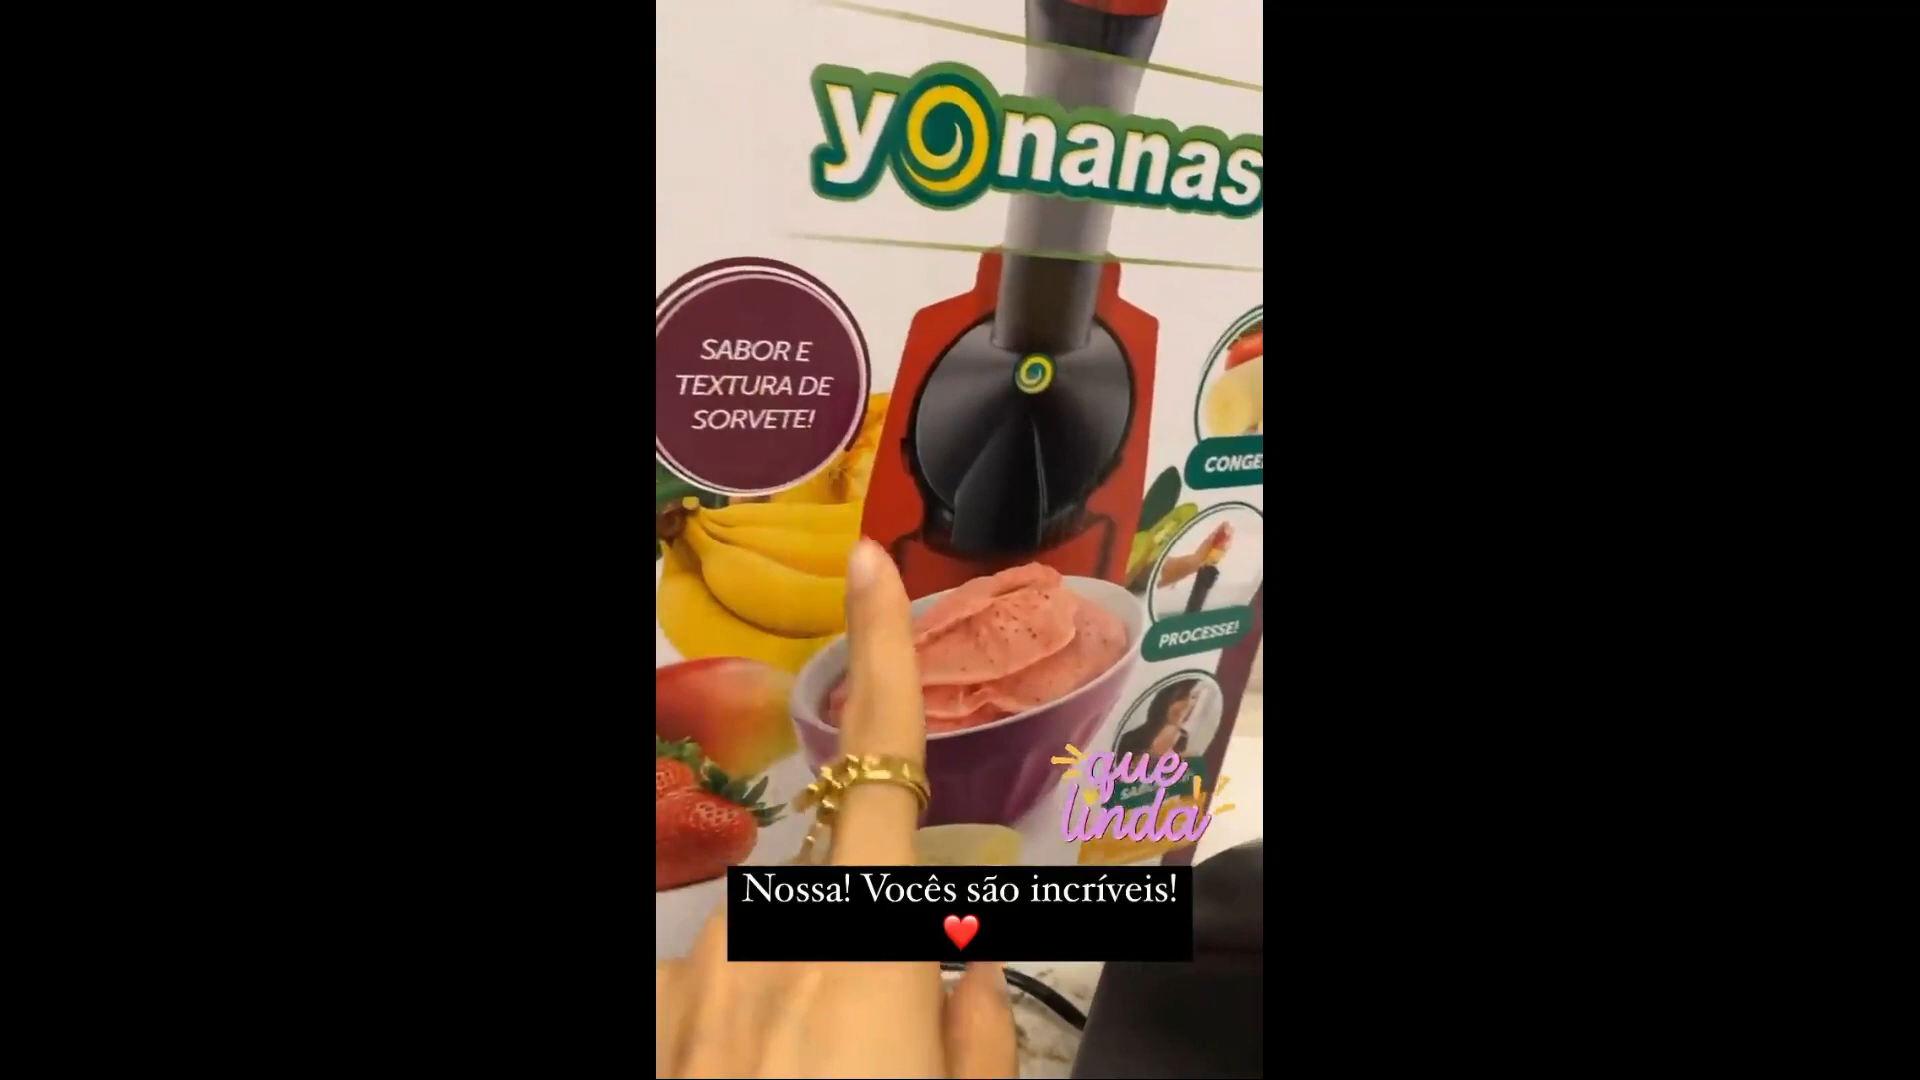 yonanas
SABOR E
TEXTURA DE
SORVETE!
CONGE
PROCESSE!
que
linda
Nossa! Vocês são incríveis!
❤️